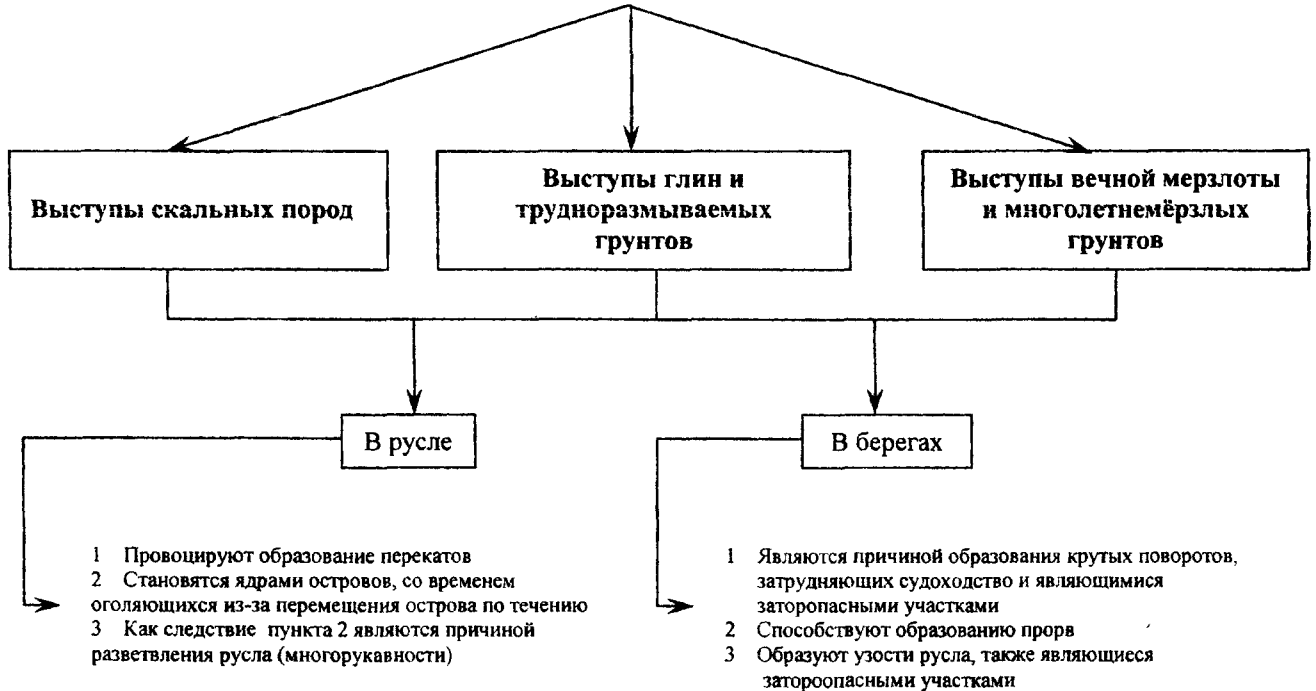 Выступы скальных пород
Выступы глин и
трудноразмываемых
грунтов
Выступы вечной мерзлоты
и многолетнемёрзлых
грунтов
В русле
В берегах
1 Провоцируют образование перекатов
2 Становятся ядрами островов, со временем
оголяющихся из-за перемещения острова по течению
3 Как следствие пункта 2 являются причиной
разветвления русла (многорукавности)
1 Являются причиной образования крутых поворотов,
затрудняющих судоходство и являющимися
заторопасными участками
2 Способствуют образованию прорв
3 Образуют узости русла, также являющиеся
затороопасными участками